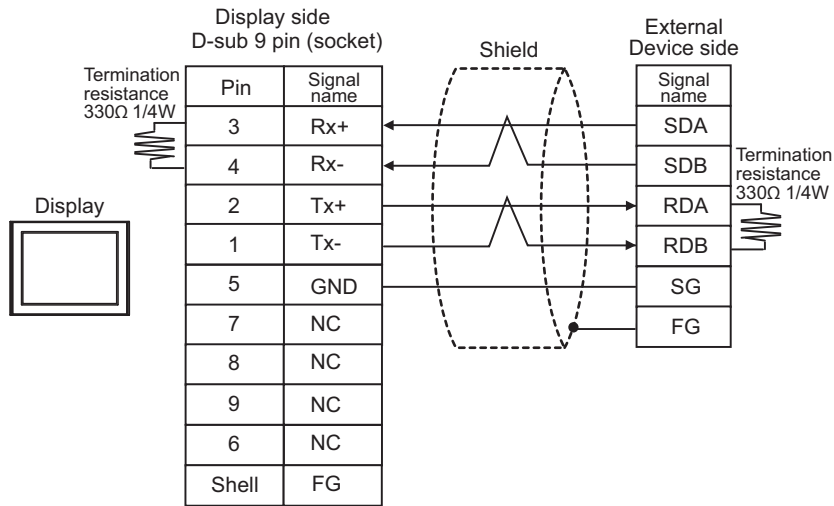 Display side
D-sub 9 pin (socket)
Shield
External
Device side
Termination
resistance
330Ω 1/4W
Pin
Signal
name
Signal
name
3
Rx+
SDA
4
Rx-
SDB
Termination
resistance
330Ω 1/4W
Display
2
Tx+
RDA
1
Tx-
RDB
5
GND
SG
7
NC
FG
8
NC
9
NC
6
NC
Shell
FG